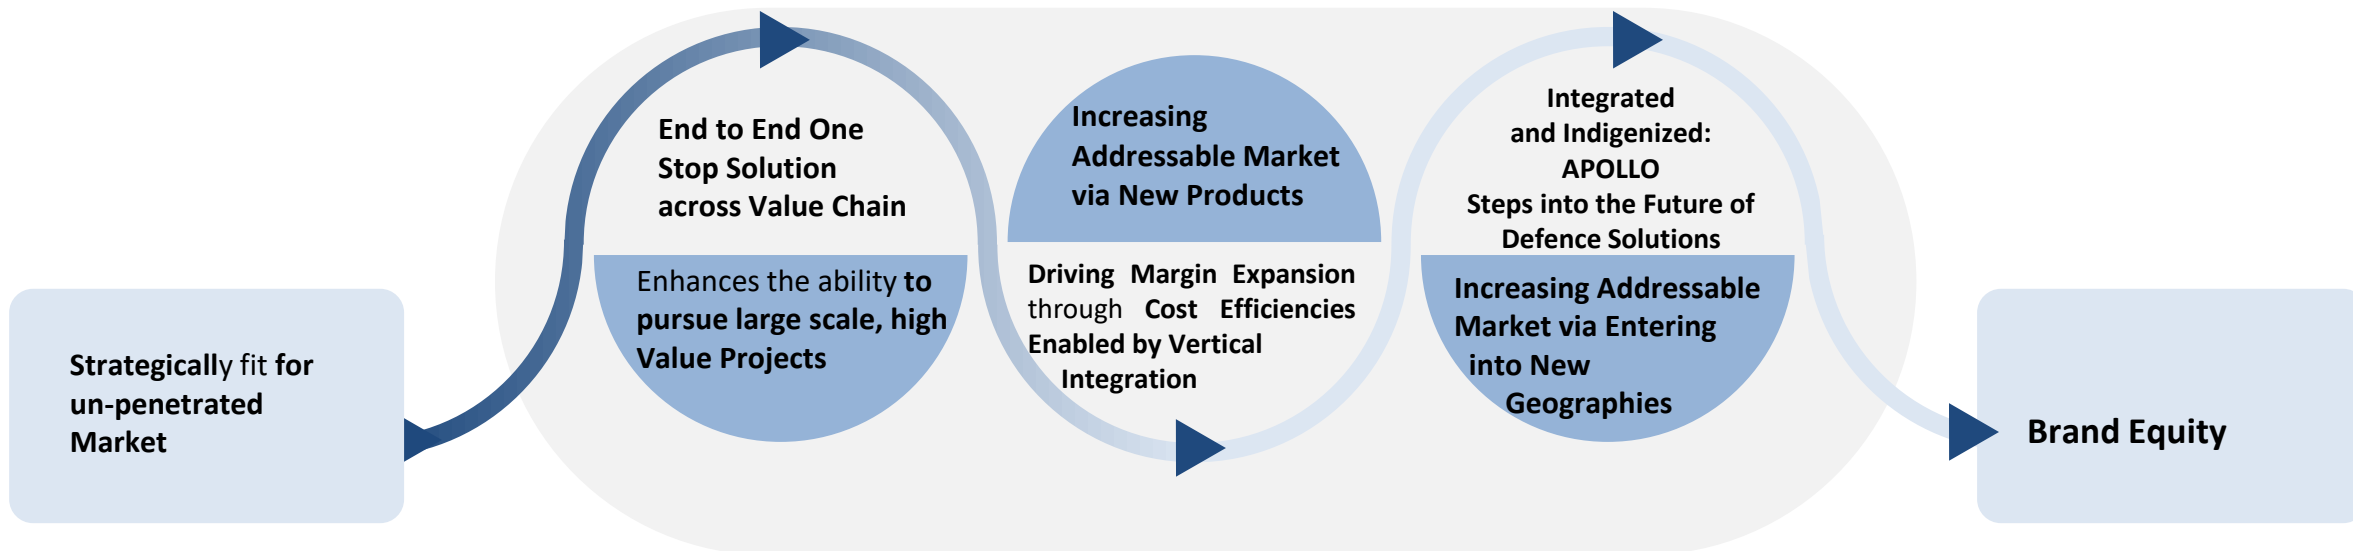 Strategically fit for
un-penetrated
Market
End to End One
Stop Solution
across Value Chain
Enhances the ability to
pursue large scale, high
Value Projects
Increasing
Addressable Market
via New Products
Driving Margin Expansion
through Cost Efficiencies
Enabled by Vertical
Integration
Integrated
and Indigenized:
APOLLO
Steps into the Future of
Defence Solutions
Increasing Addressable
Market via Entering
into New
Geographies
Brand Equity